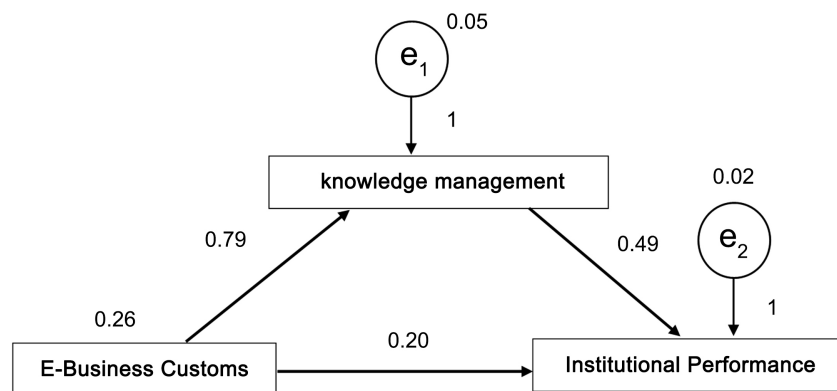 0.05
e1
1
knowledge management
0.02
e2
0.79
0.49
1
0.26
0.20
E-Business Customs
Institutional Performance